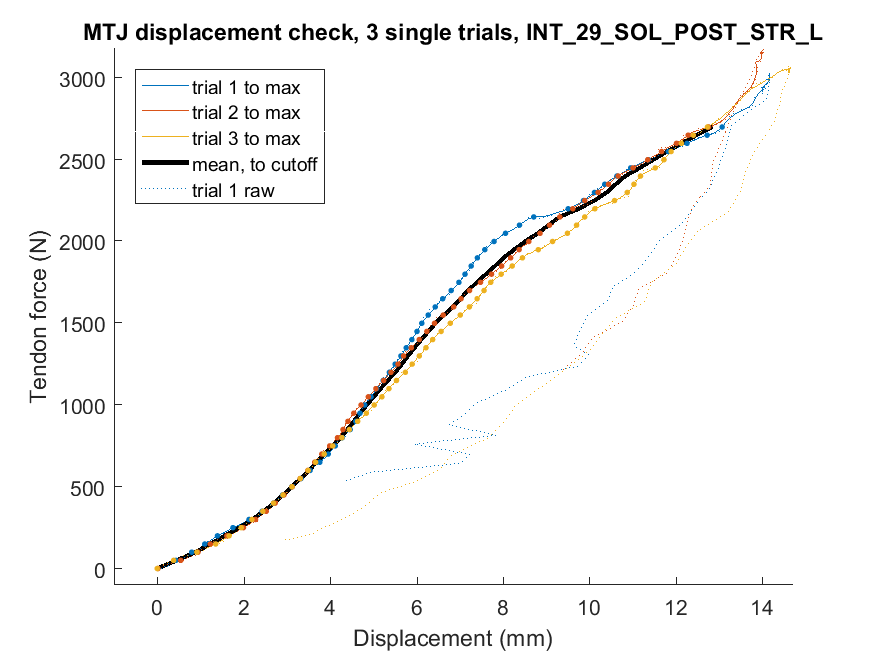 MTJ displacement check, 3 single trials, INT_29_SOL_POST_STR_L
3000
2500
2000
1500
1000
500
0
Tendon force (N)
trial 1 to max
trial 2 to max
trial 3 to max
mean, to cutoff
trial 1 raw
0 2 4 6 8 10 12 14
Displacement (mm)